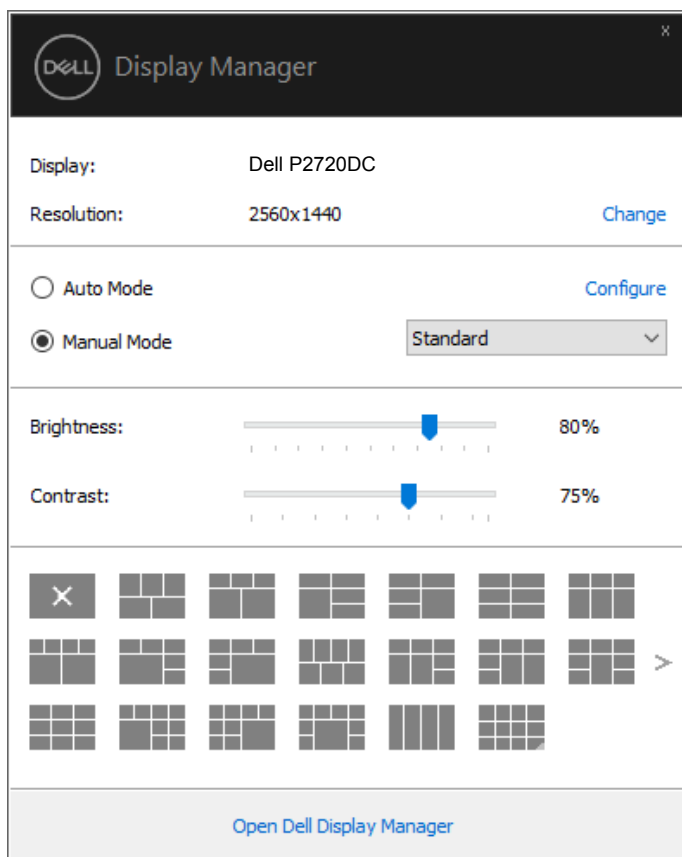 x
DELL Display Manager
Display: Dell P2720DC
Resolution: 2560x1440 Change
Auto Mode Configure
Manual Mode Standard
Brightness: 80%
Contrast: 75%
Open Dell Display Manager